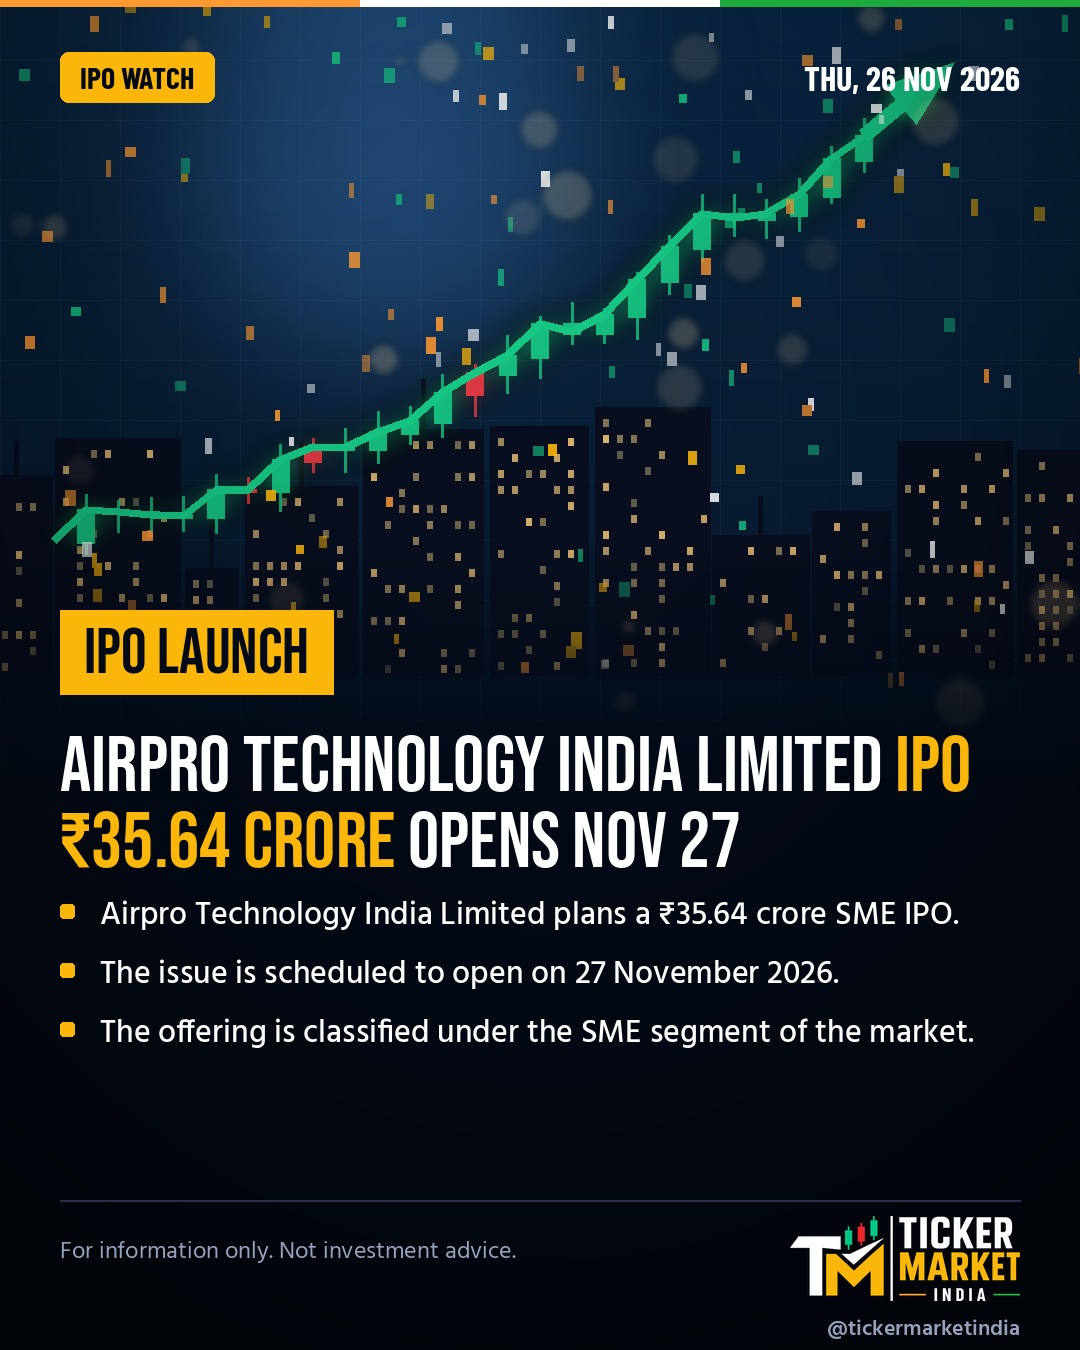 IPO WATCH
THU, 26 NOV 2026
IPO LAUNCH
AIRPRO TECHNOLOGY INDIA LIMITED IPO
₹35.64 CRORE OPENS NOV 27
Airpro Technology India Limited plans a ₹35.64 crore SME IPO.
The issue is scheduled to open on 27 November 2026.
The offering is classified under the SME segment of the market.
For information only. Not investment advice.
TM
TICKER
MARKET
INDIA
@tickermarketindia